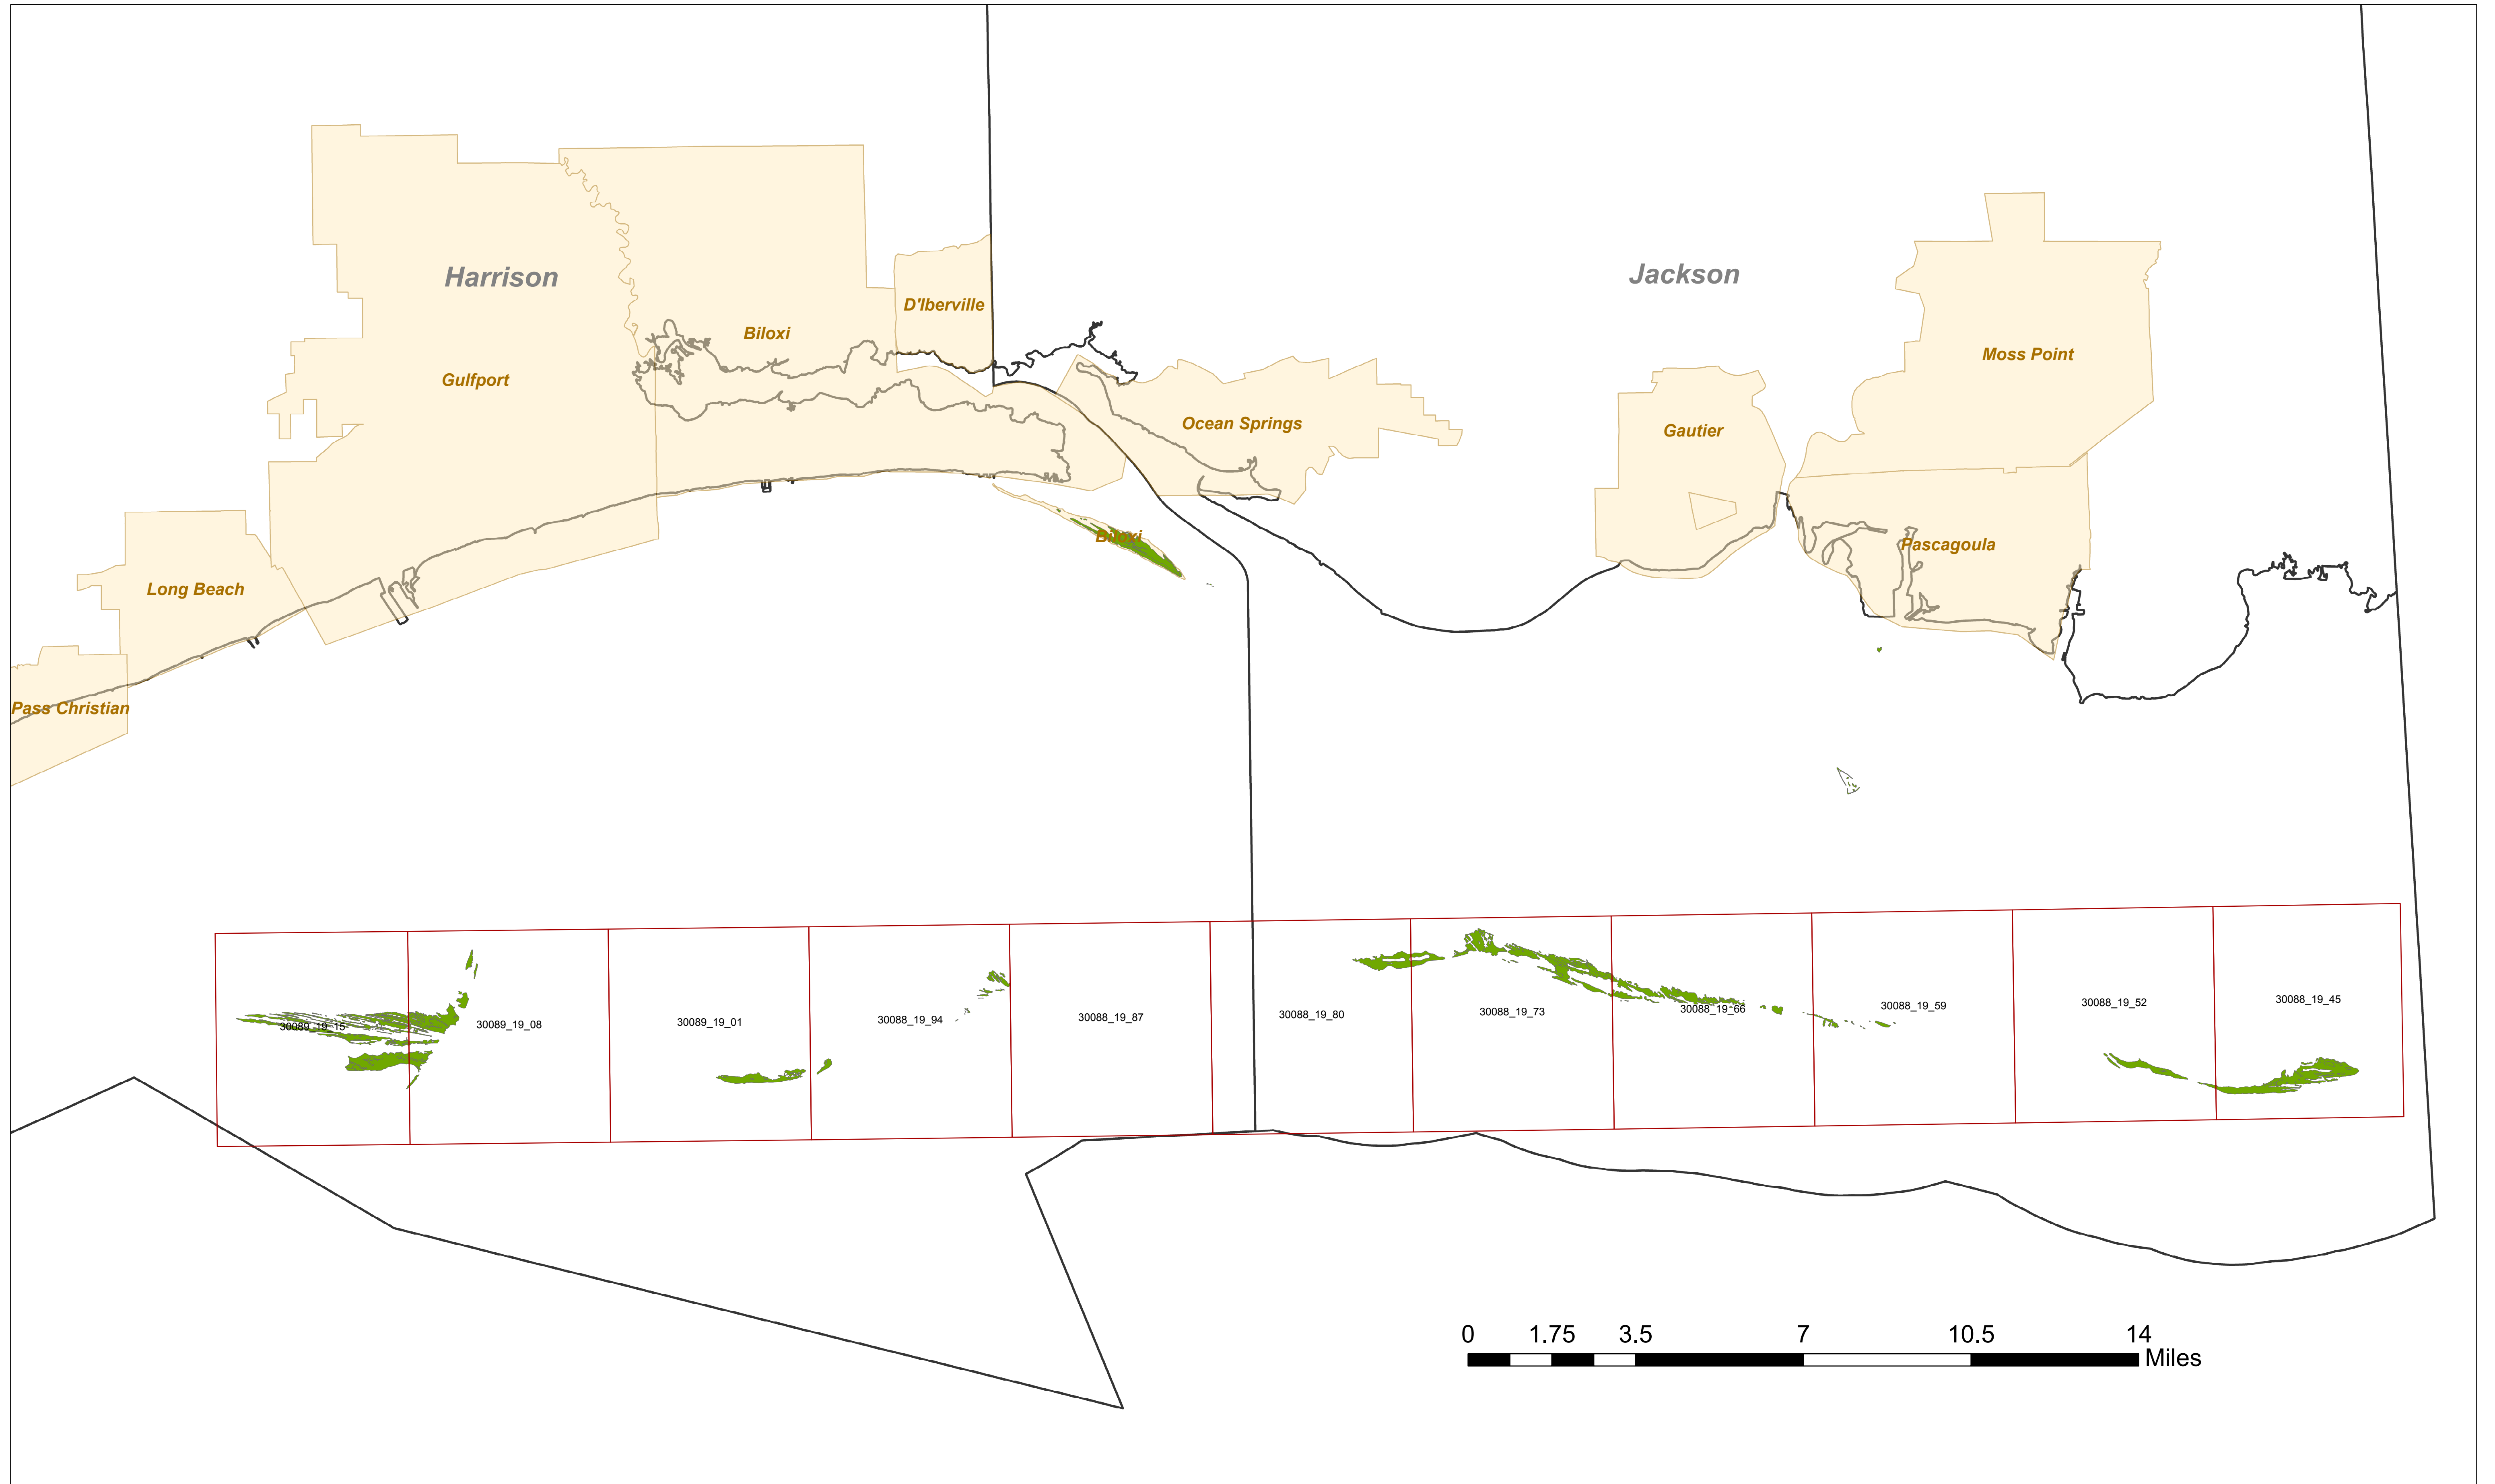 Harrison
Jackson
D'Iberville
Biloxi
Moss Point
Gulfport
Ocean Springs
Gautier
Biloxi
Pascagoula
Long Beach
Pass Christian
30089_19_15
30089_19_08
30089_19_01
30088_19_94
30088_19_87
30088_19_80
30088_19_73
30088_19_66
30088_19_59
30088_19_52
30088_19_45
0 1.75 3.5 7 10.5 14
Miles